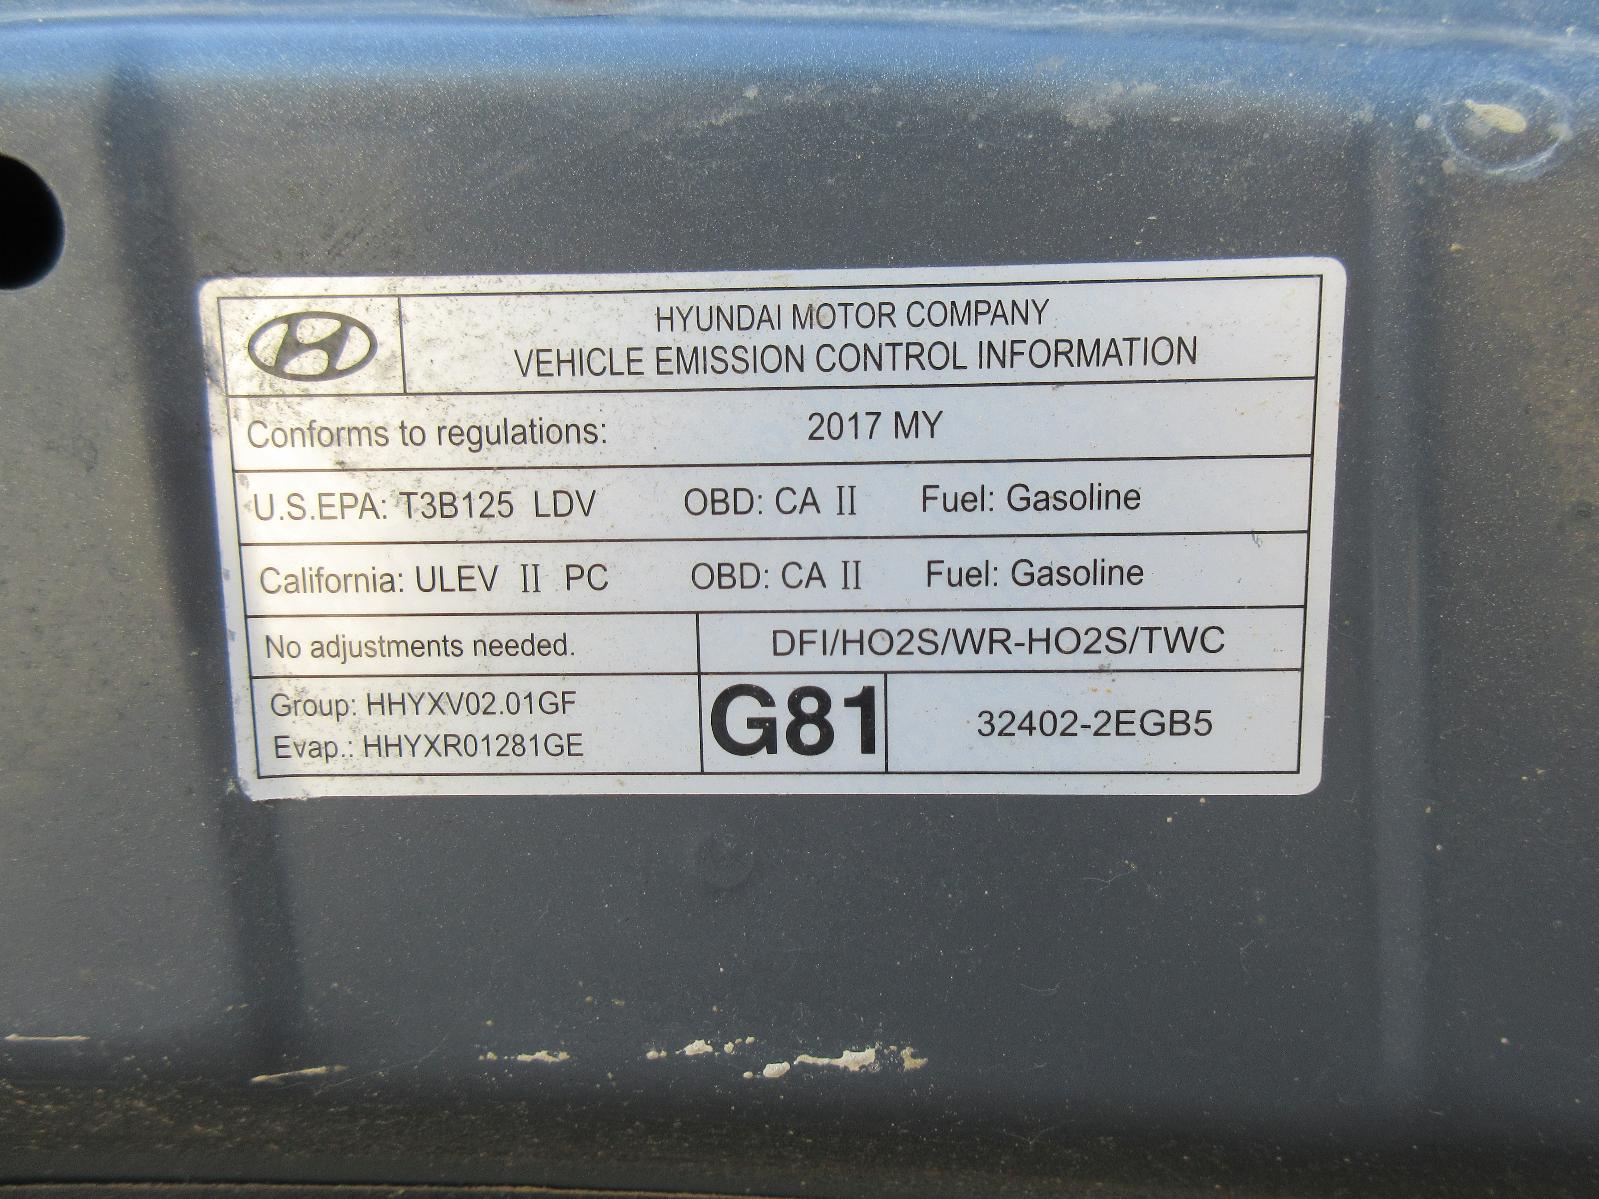 HYUNDAI MOTOR COMPANY
VEHICLE EMISSION CONTROL INFORMATION
Conforms to regulations: 2017 MY
U.S.EPA: T3B125 LDV OBD: CA II Fuel: Gasoline
California: ULEV II PC OBD: CA II Fuel: Gasoline
No adjustments needed. DFI/HO2S/WR-HO2S/TWC
Group: HHYXV02.01GF
Evap.: HHYXR01281GE
G81 32402-2EGB5